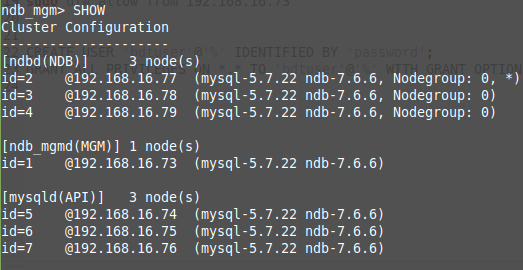 ndb_mgm> SHOW
Cluster Configuration
---------------------
[ndbd(NDB)]     3 node(s)
id=2    @192.168.16.77  (mysql-5.7.22 ndb-7.6.6, Nodegroup: 0, *)
id=3    @192.168.16.78  (mysql-5.7.22 ndb-7.6.6, Nodegroup: 0)
id=4    @192.168.16.79  (mysql-5.7.22 ndb-7.6.6, Nodegroup: 0)
[ndb_mgmd(MGM)] 1 node(s)
id=1    @192.168.16.73  (mysql-5.7.22 ndb-7.6.6)
[mysqld(API)]   3 node(s)
id=5    @192.168.16.74  (mysql-5.7.22 ndb-7.6.6)
id=6    @192.168.16.75  (mysql-5.7.22 ndb-7.6.6)
id=7    @192.168.16.76  (mysql-5.7.22 ndb-7.6.6)